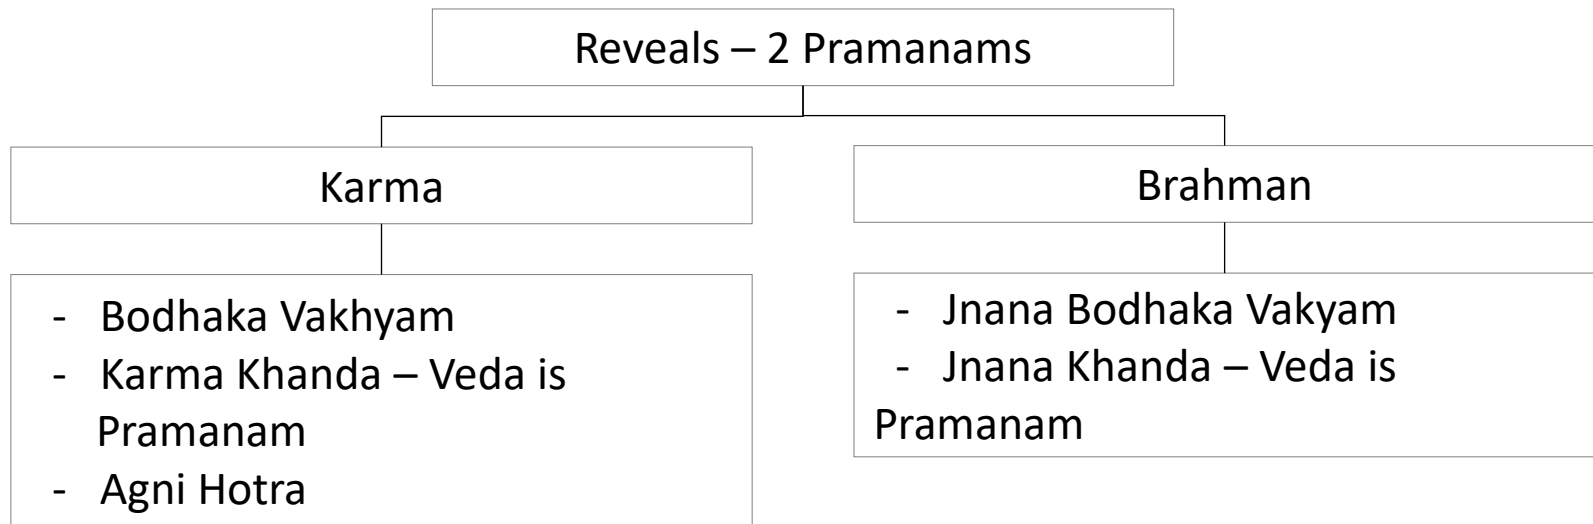 Reveals – 2 Pramanams
Karma
Brahman
- Bodhaka Vakhyam
- Karma Khanda – Veda is
Pramanam
- Agni Hotra
- Jnana Bodhaka Vakyam
- Jnana Khanda – Veda is
Pramanam